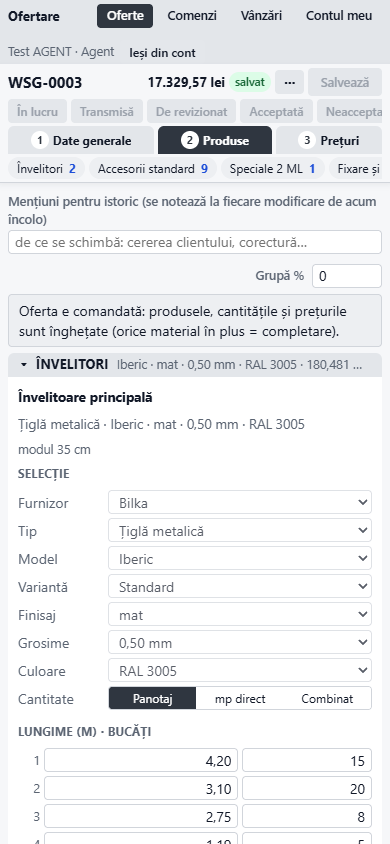 Ofertare Oferte Comenzi Vânzări Contul meu
Test AGENT · Agent Ieși din cont
WSG-0003 17.329,57 lei salvat ... Salvează
În lucru Transmisă De revizionat Acceptată Neaccepta
1 Date generale 2 Produse 3 Prețuri
Învelitori 2 Accesorii standard 9 Speciale 2 ML 1 Fixare și
Mențiuni pentru istoric (se notează la fiecare modificare de acum
încolo)
de ce se schimbă: cererea clientului, corectură...
Grupă % 0
Oferta e comandată: produsele, cantitățile și prețurile
sunt înghețate (orice material în plus = completare).
ÎNVELITORI Iberic · mat · 0,50 mm · RAL 3005 · 180,481 ...
Învelitoare principală
Țiglă metalică · Iberic · mat · 0,50 mm · RAL 3005
modul 35 cm
SELECȚIE
Furnizor Bilka
Tip Țiglă metalică
Model Iberic
Variantă Standard
Finisaj mat
Grosime 0,50 mm
Culoare RAL 3005
Cantitate Panotaj mp direct Combinat
LUNGIME (M) · BUCĂȚI
1 4,20 15
2 3,10 20
3 2,75 8